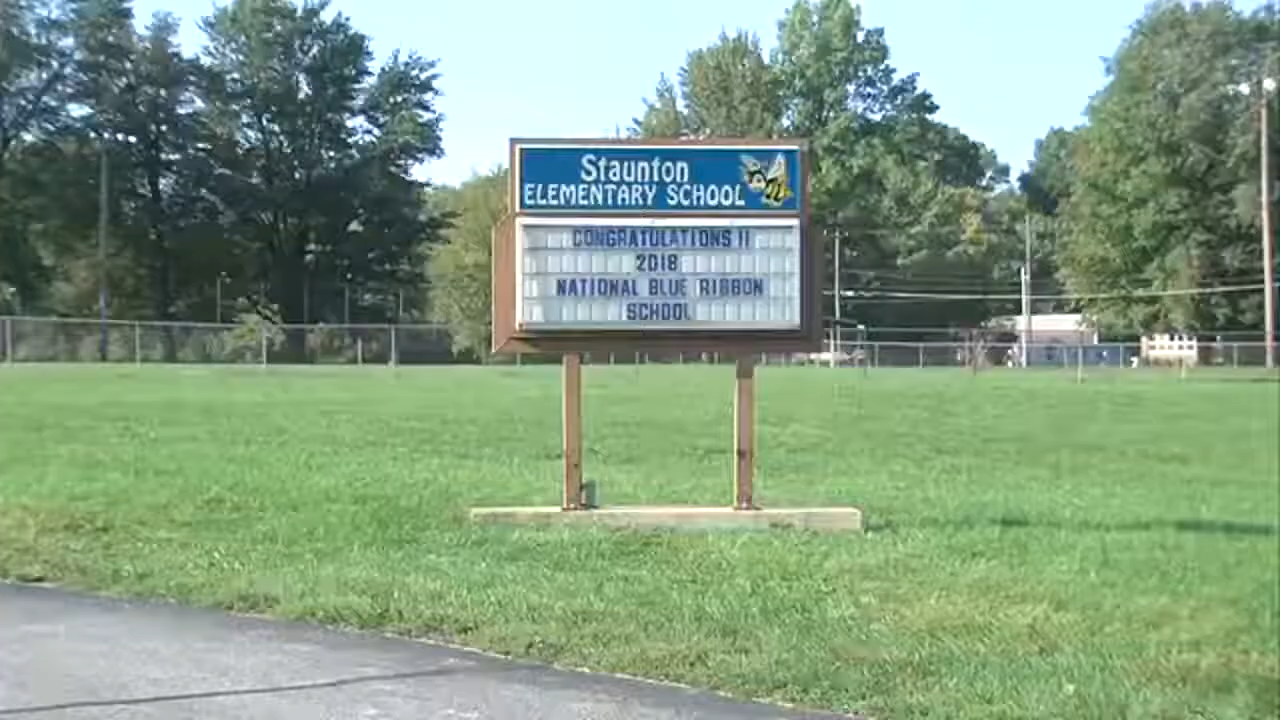 Staunton
ELEMENTARY SCHOOL
CONGRATULATIONS !!
2018
NATIONAL BLUE RIBBON
SCHOOL